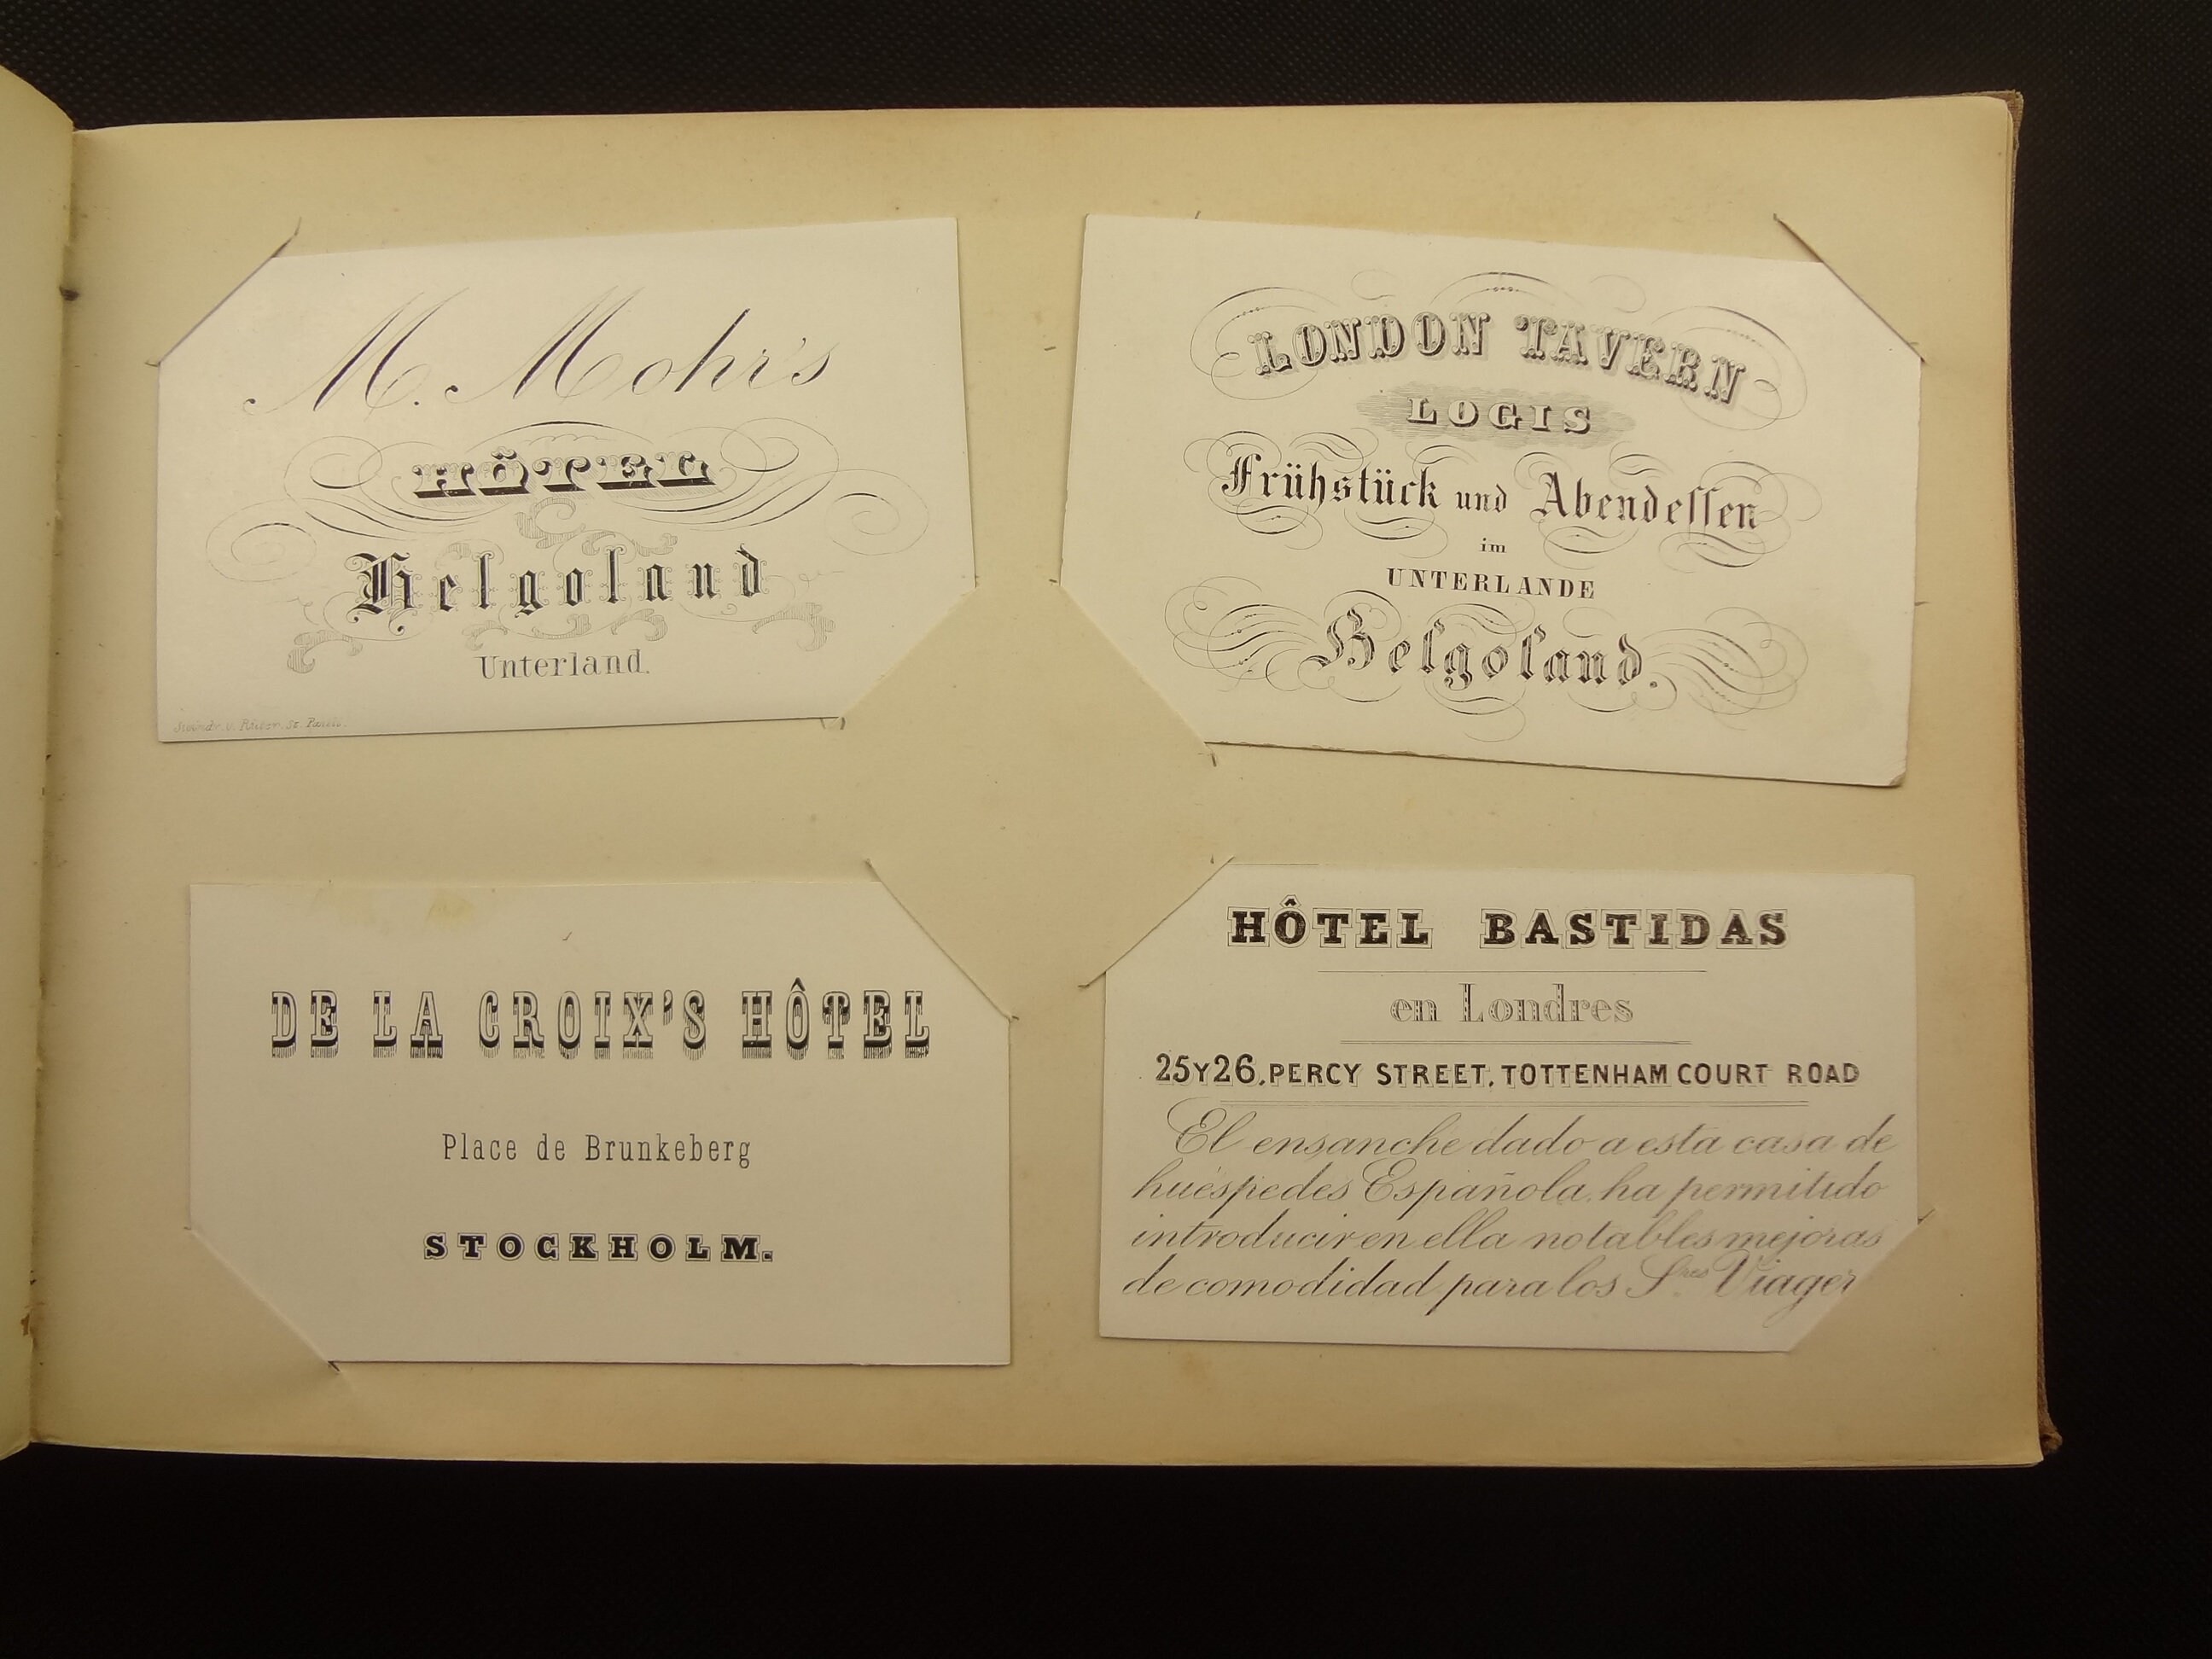 M. Mohr's
HÔTEL
Helgoland
Unterland.
LONDON TAVERN
LOGIS
Frühstück und Abendessen
im
UNTERLANDE
Helgoland.
DE LA CROIX'S HÔTEL
Place de Brunkeberg
STOCKHOLM.
HÔTEL BASTIDAS
en Londres
25 Y 26, PERCY STREET, TOTTENHAM COURT ROAD
El ensanche dado a esta casa de
huéspedes Española, ha permitido
introducir en ella notables mejoras
de comodidad para los Sres Viager